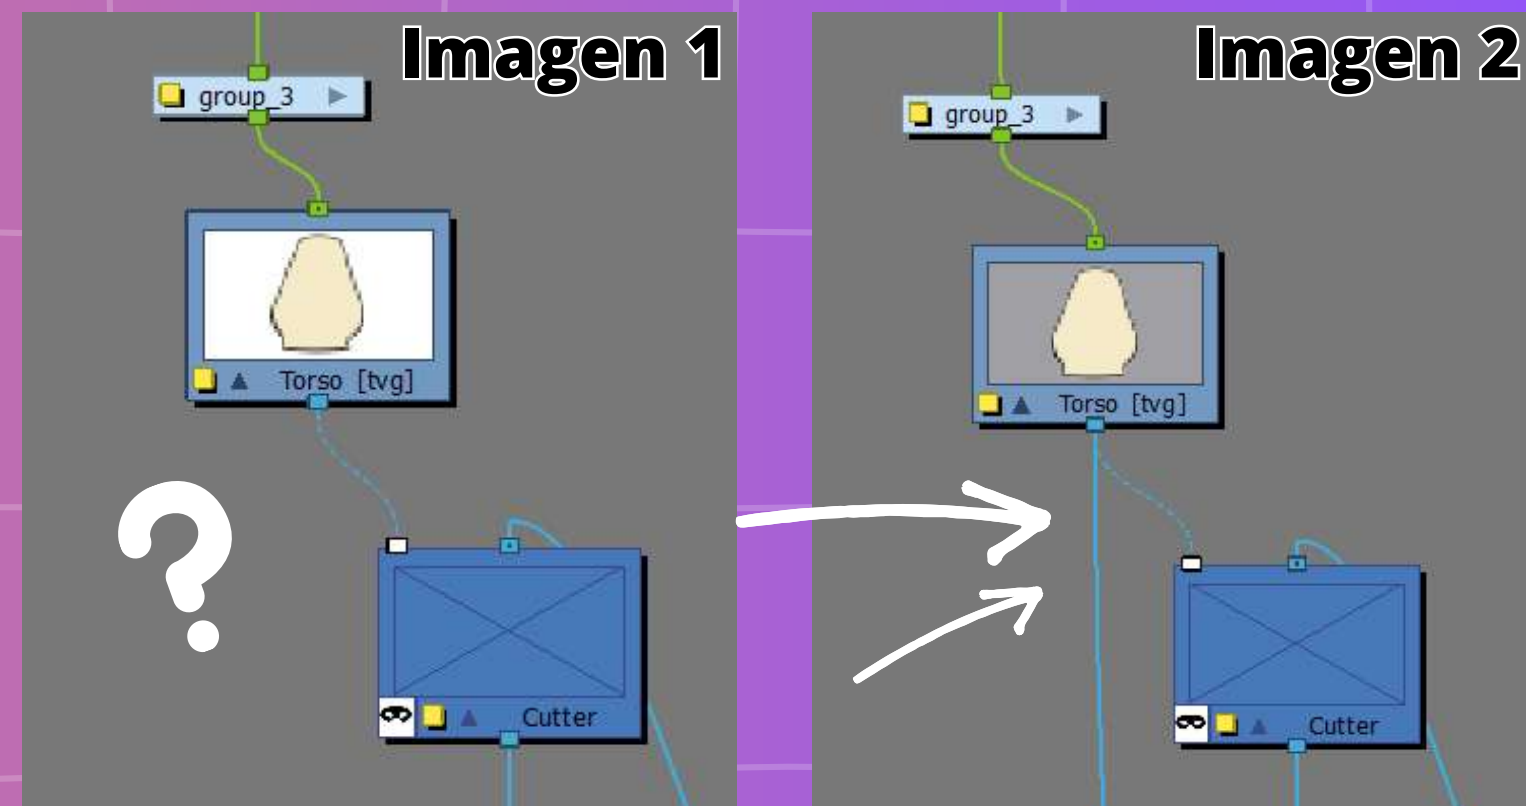 Imagen 1
group_3
Torso [tvg]
Cutter
Imagen 2
group_3
Torso [tvg]
Cutter